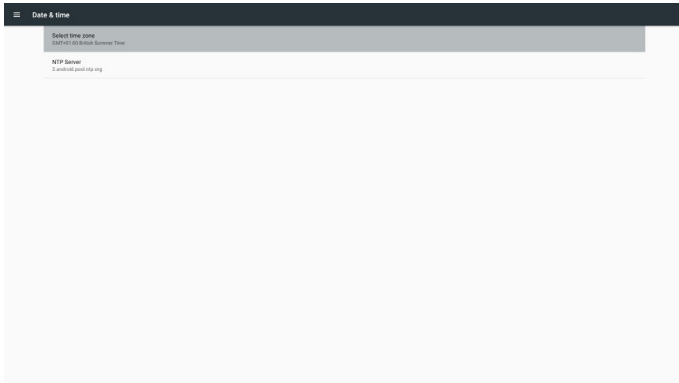 Date & time
Select time zone
GMT+01:00 British Summer Time
NTP Server
2.android.pool.ntp.org